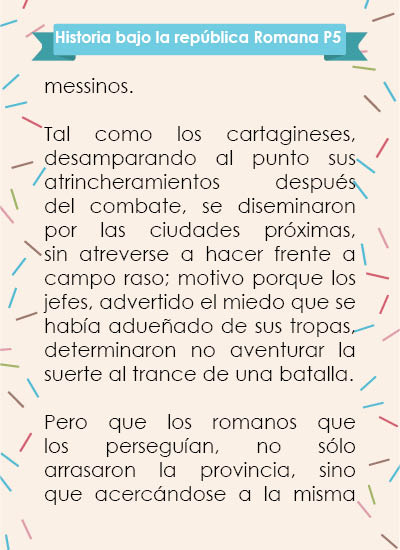 Historia bajo la república Romana P5
messinos.
Tal como los cartagineses,
desamparando al punto sus
atrincheramientos después
del combate, se diseminaron
por las ciudades próximas,
sin atreverse a hacer frente a
campo raso; motivo porque los
jefes, advertido el miedo que se
había adueñado de sus tropas,
determinaron no aventurar la
suerte al trance de una batalla.
Pero que los romanos que
los perseguían, no sólo
arrasaron la provincia, sino
que acercándose a la misma